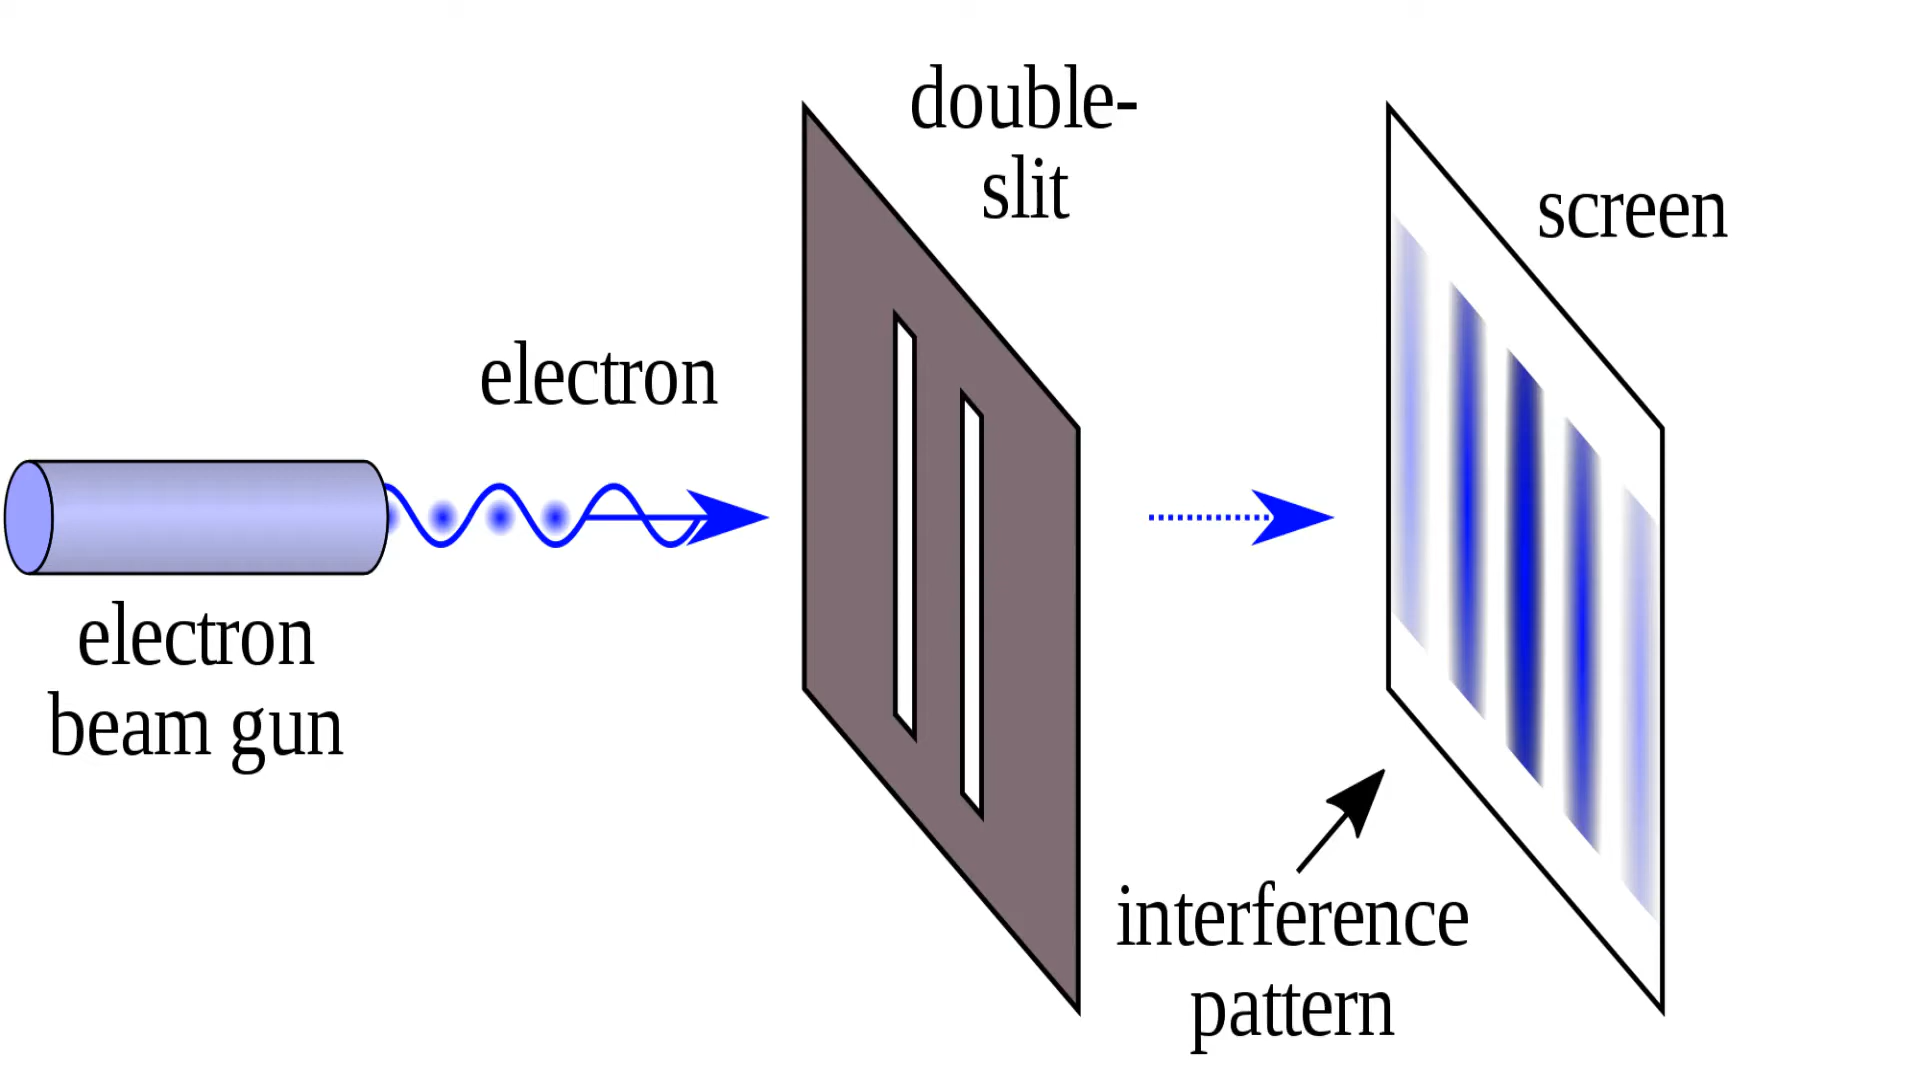 double-
slit
screen
electron
electron
beam gun
interference
pattern